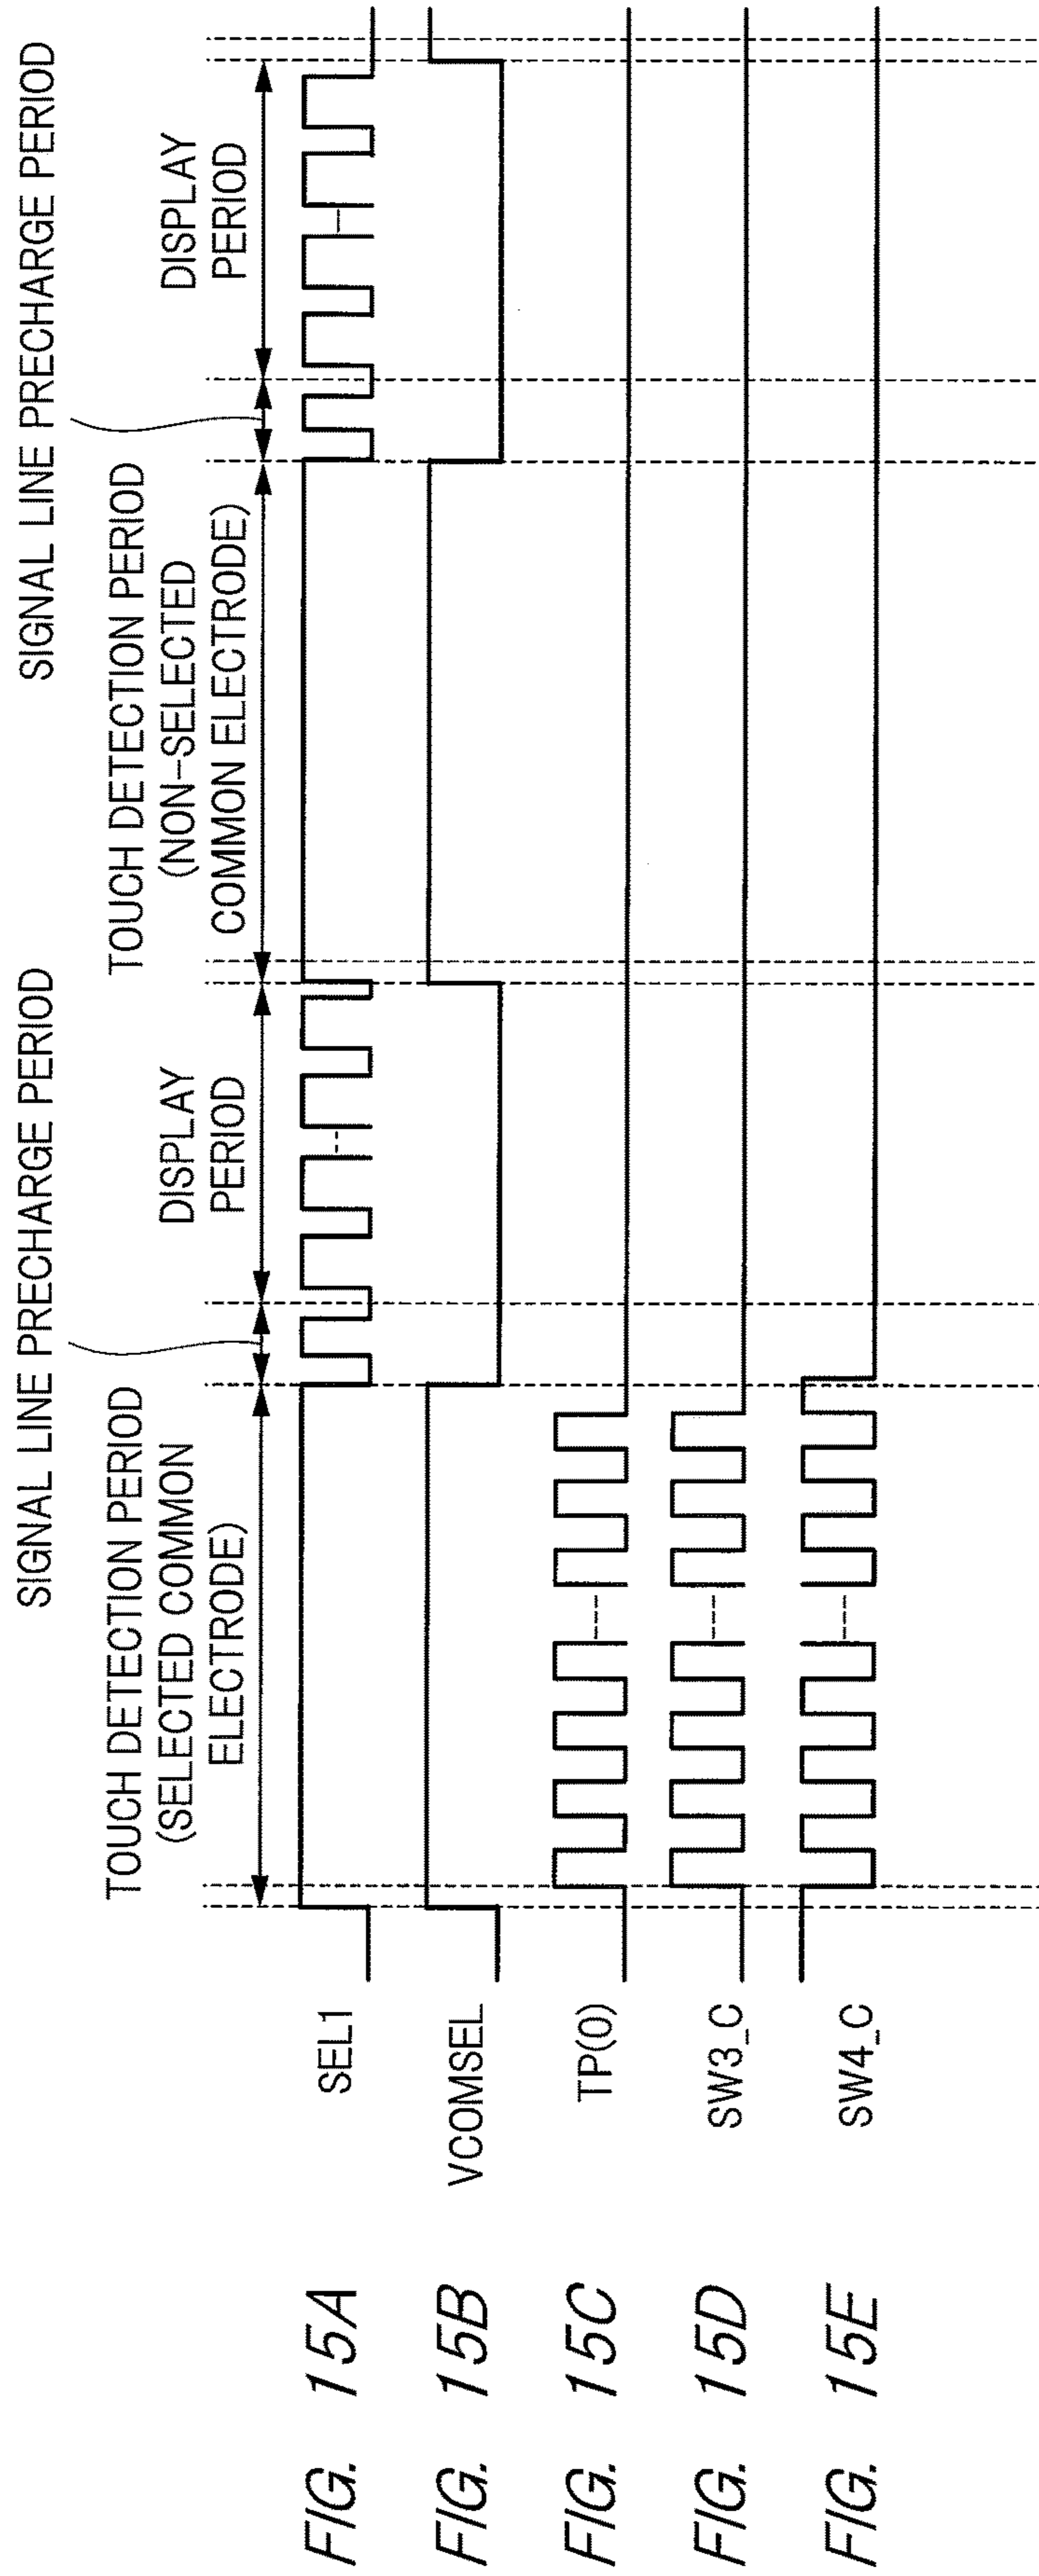 SIGNAL LINE PRECHARGE PERIOD
SIGNAL LINE PRECHARGE PERIOD
TOUCH DETECTION PERIOD
(SELECTED COMMON
ELECTRODE)
DISPLAY
PERIOD
TOUCH DETECTION PERIOD
(NON-SELECTED
COMMON ELECTRODE)
DISPLAY
PERIOD
FIG. 15A SEL1
FIG. 15B VCOMSEL
FIG. 15C TP(0)
FIG. 15D SW3_C
FIG. 15E SW4_C